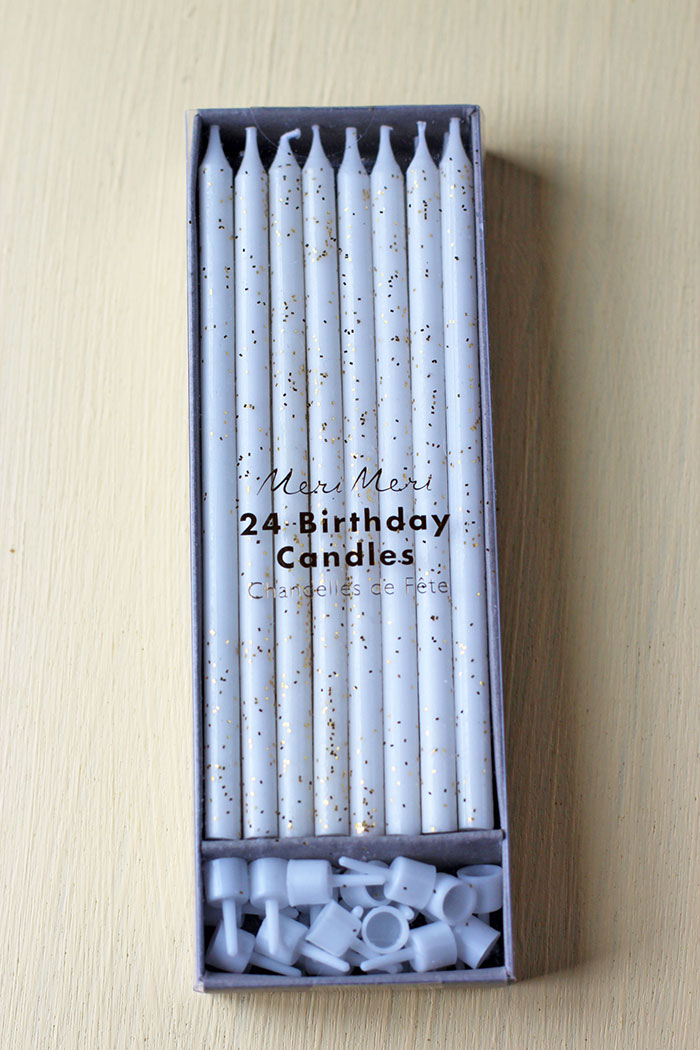 Meri Meri
24 Birthday
Candles
Chandelles de Fête